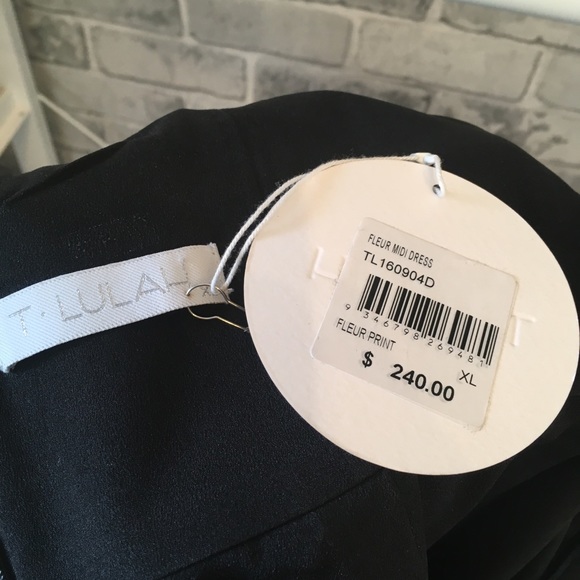 T·LULAH
FLEUR MIDI DRESS
TL160904D
9 346798 269481
FLEUR PRINT
XL
$ 240.00